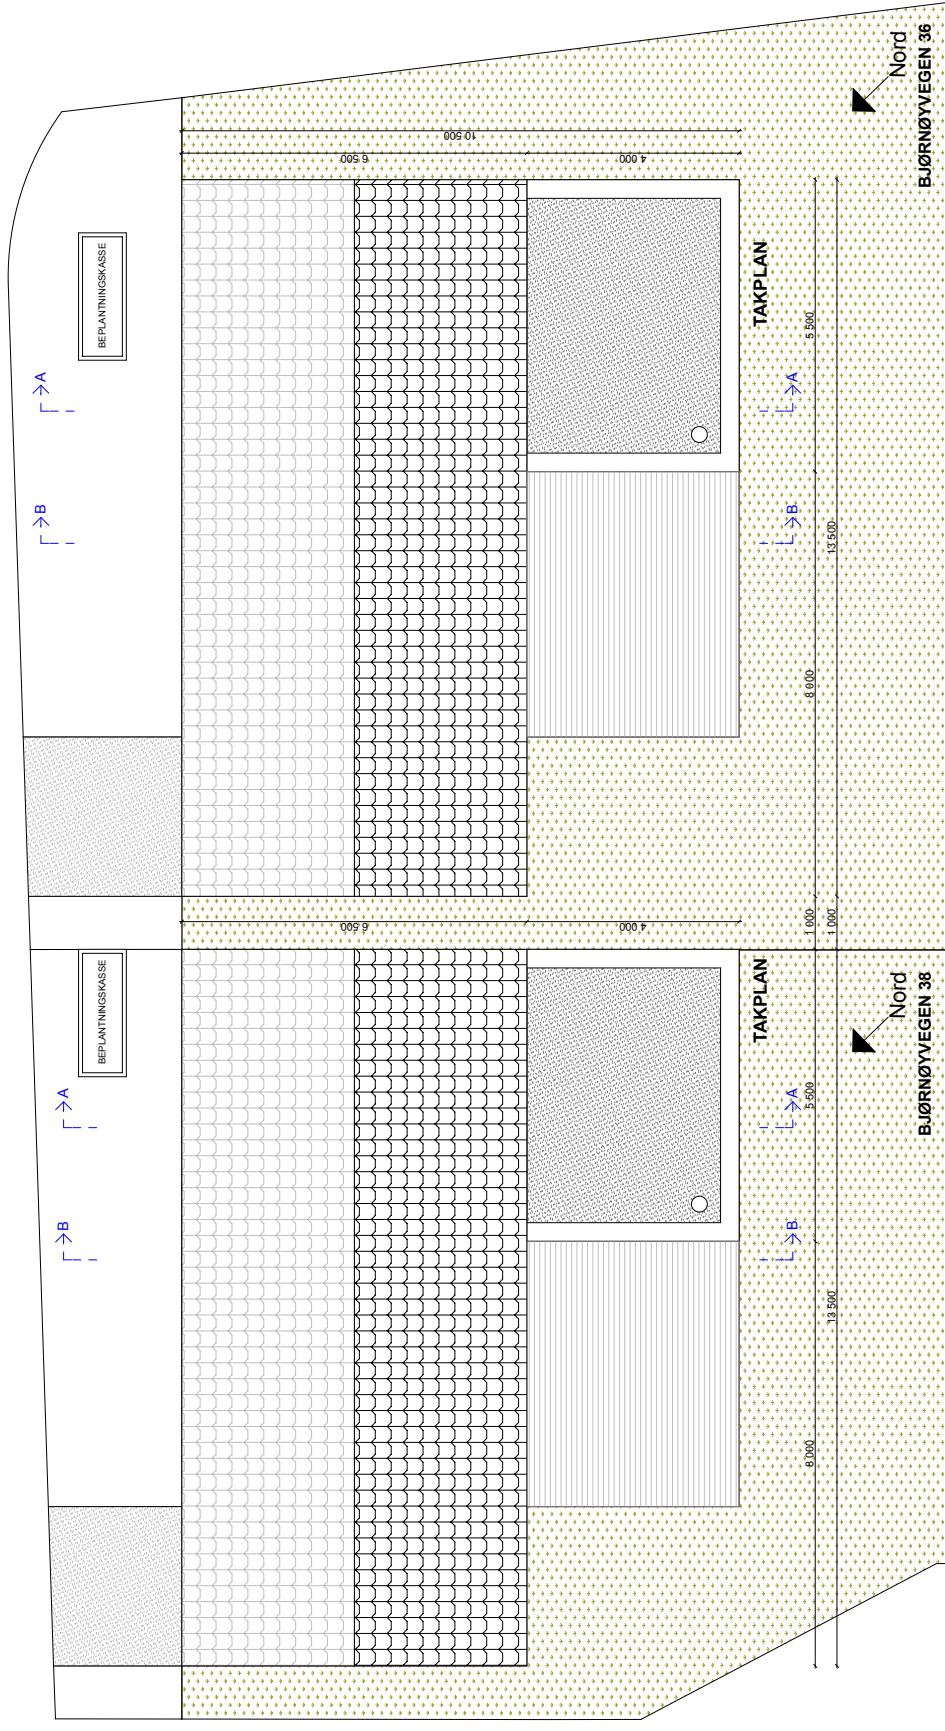 Nord
BJØRNØYVEGEN 36
10 500
6 500
4 000
BEPLANTNINGSKASSE
TAKPLAN
5 500
A
A
B
B
13 500
8 000
1 000
1 000
6 500
4 000
BEPLANTNINGSKASSE
TAKPLAN
Nord
BJØRNØYVEGEN 38
A
A
5 500
B
B
13 500
8 000